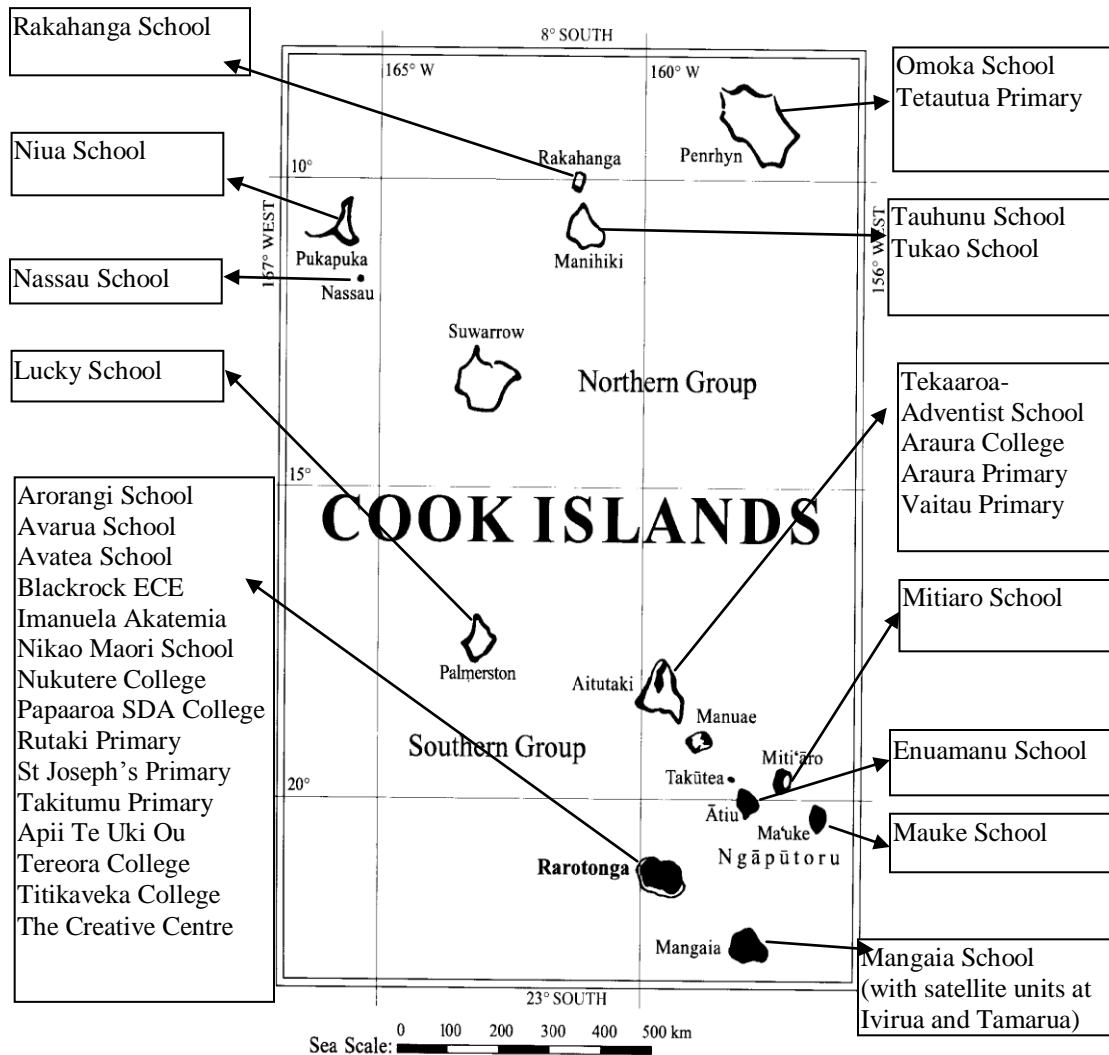 Rakahanga School
8° SOUTH
165° W
160° W
Omoka School
Tetautua Primary
Niua School
Rakahanga
Penrhyn
10°
Tauhunu School
Tukao School
Pukapuka
Manihiki
167° WEST
156° WEST
Nassau School
Nassau
Suwarrow
Lucky School
Northern Group
Tekaaroa-
Adventist School
Araura College
Araura Primary
Vaitau Primary
15°
COOK ISLANDS
Arorangi School
Avarua School
Avatea School
Blackrock ECE
Imanuela Akatemia
Nikao Maori School
Nukutere College
Papaaroa SDA College
Rutaki Primary
St Joseph's Primary
Takitumu Primary
Apii Te Uki Ou
Tereora College
Titikaveka College
The Creative Centre
Mitiaro School
Palmerston
Aitutaki
Manuae
Southern Group
Miti'āro
Takūtea
Enuamanu School
20°
Ātiu
Ma'uke
Mauke School
Ngāpūtoru
Rarotonga
Mangaia
Mangaia School
(with satellite units at
Ivirua and Tamarua)
23° SOUTH
0 100 200 300 400 500 km
Sea Scale: